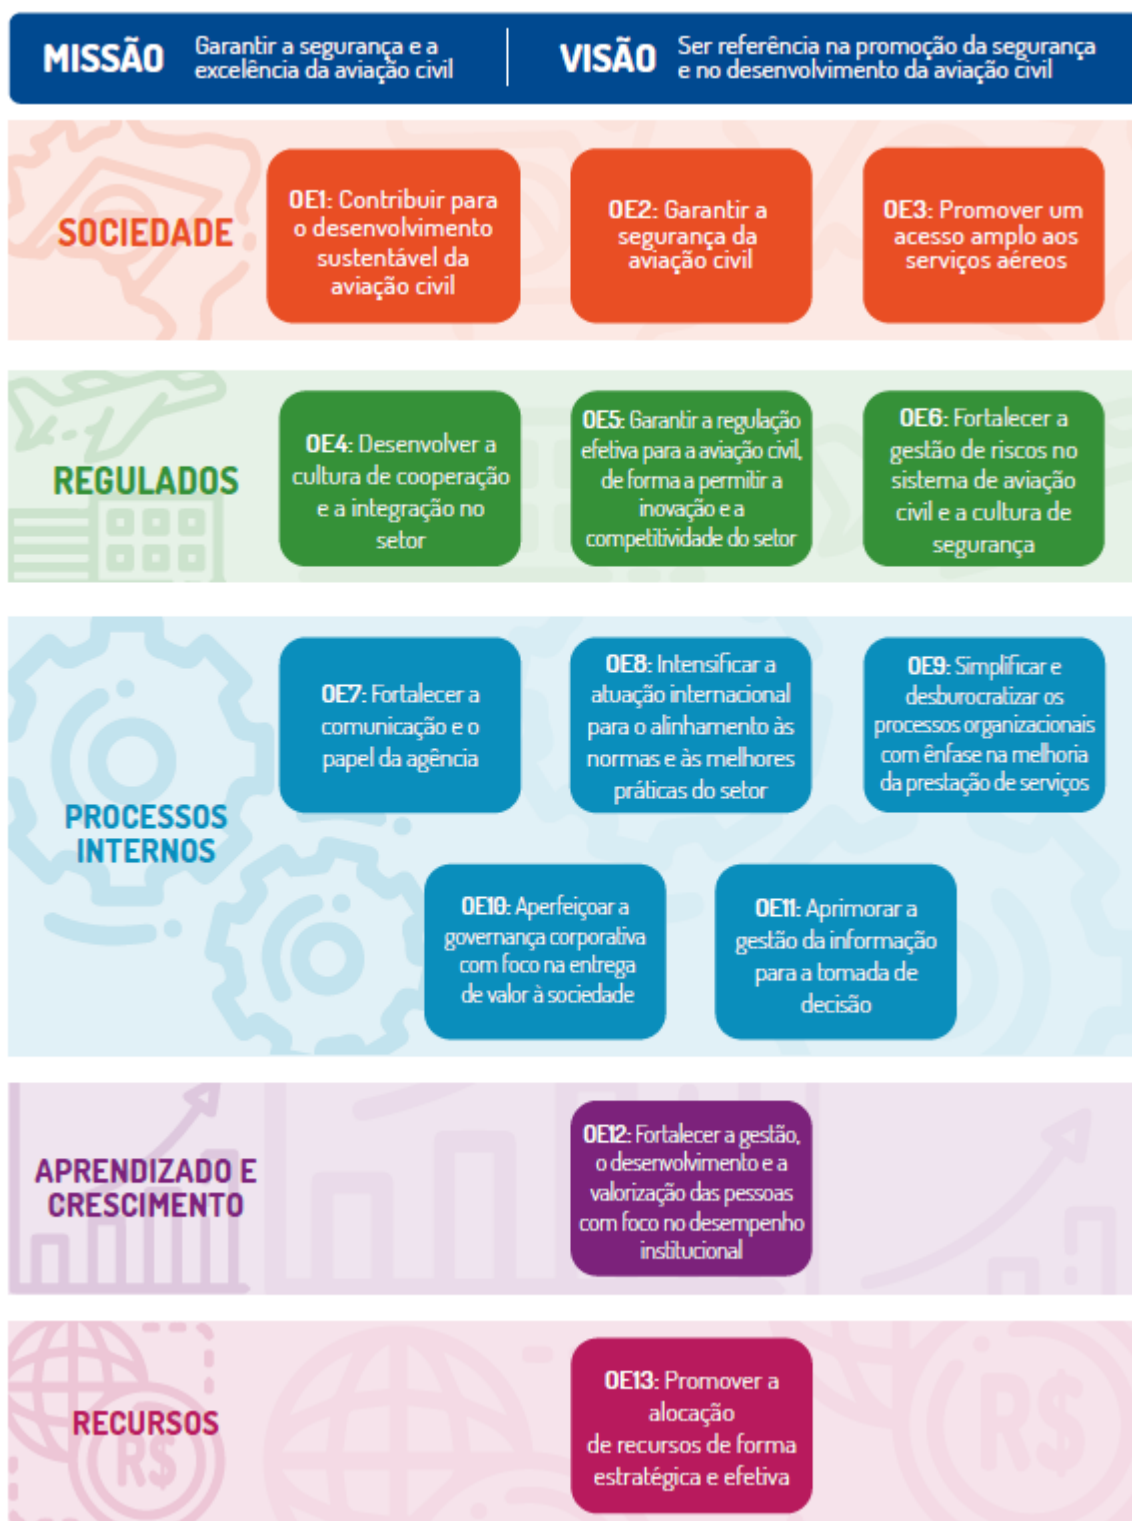 MISSÃO
Garantir a segurança e a
excelência da aviação civil
VISÃO
Ser referência na promoção da segurança
e no desenvolvimento da aviação civil
SOCIEDADE
OE1: Contribuir para
o desenvolvimento
sustentável da
aviação civil
OE2: Garantir a
segurança da
aviação civil
OE3: Promover um
acesso amplo aos
serviços aéreos
REGULADOS
OE4: Desenvolver a
cultura de cooperação
e a integração no
setor
OE5: Garantir a regulação
efetiva para a aviação civil,
de forma a permitir a
inovação e a
competitividade do setor
OE6: Fortalecer a
gestão de riscos no
sistema de aviação
civil e a cultura de
segurança
PROCESSOS
INTERNOS
OE7: Fortalecer a
comunicação e o
papel da agência
OE8: Intensificar a
atuação internacional
para o alinhamento às
normas e às melhores
práticas do setor
OE9: Simplificar e
desburocratizar os
processos organizacionais
com ênfase na melhoria
da prestação de serviços
OE10: Aperfeiçoar a
governança corporativa
com foco na entrega
de valor à sociedade
OE11: Aprimorar a
gestão da informação
para a tomada de
decisão
APRENDIZADO E
CRESCIMENTO
OE12: Fortalecer a gestão,
o desenvolvimento e a
valorização das pessoas
com foco no desempenho
institucional
RECURSOS
R$
OE13: Promover a
alocação
de recursos de forma
estratégica e efetiva
R$